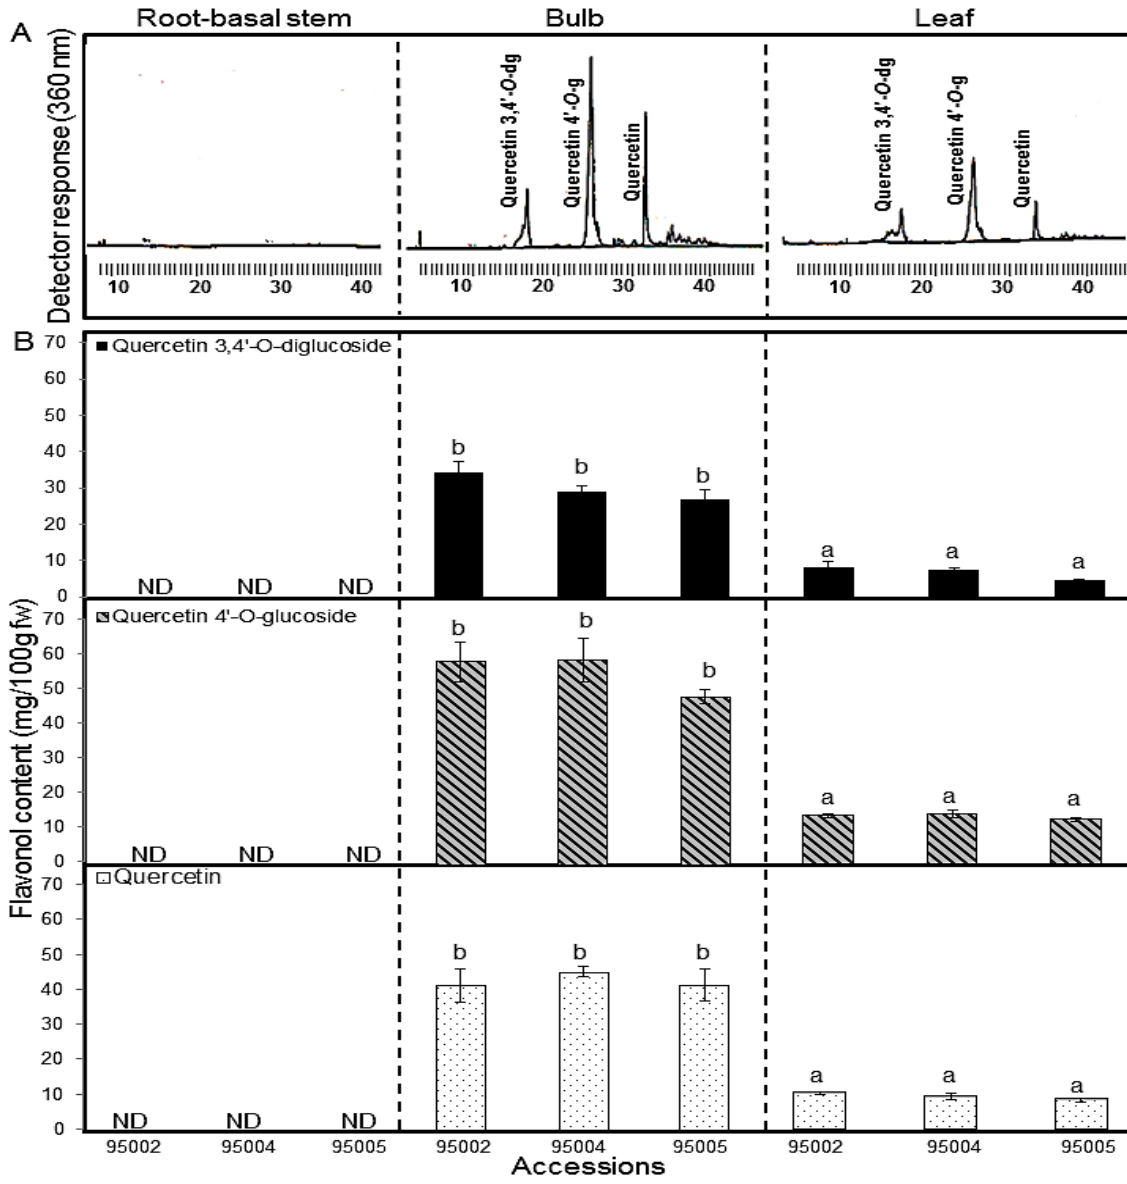 Root-basal stem Bulb Leaf
A
Detector response (360 nm)
Quercetin 3,4'-O-dg
Quercetin 4'-O-g
Quercetin
Quercetin 3,4'-O-dg
Quercetin 4'-O-g
Quercetin
10 20 30 40 10 20 30 40 10 20 30 40
B
Flavonol content (mg/100gfw)
70
Quercetin 3,4'-O-diglucoside
60
50
40
30
20
10
0
b b b a a a
ND ND ND
70
Quercetin 4'-O-glucoside
60
50
40
30
20
10
0
b b b a a a
ND ND ND
70
Quercetin
60
50
40
30
20
10
0
b b b a a a
ND ND ND
95002 95004 95005 95002 95004 95005 95002 95004 95005
Accessions